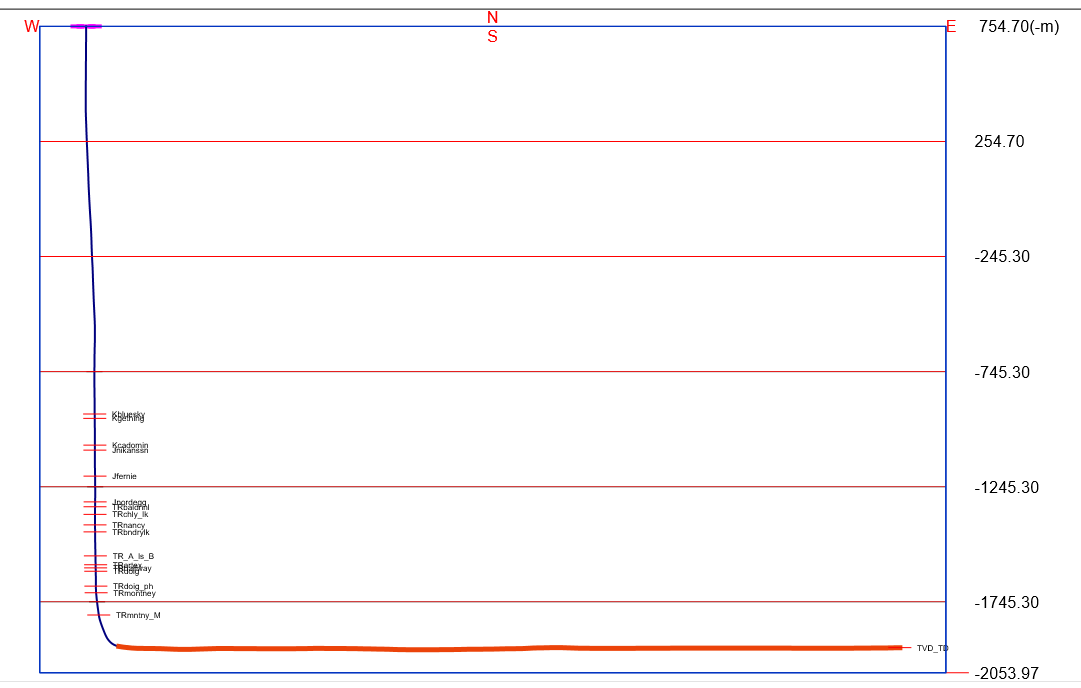 N
W E 754.70(-m)
S
254.70
-245.30
-745.30
Kbluesky
Kgething
Kcadomin
Jnikanssn
Jfernie
-1245.30
Jnordegg
TRbaldnnl
TRchly_lk
TRnancy
TRbndrylk
TR_A_ls_B
TRdoig
TRdoig_ph
TRmontney
-1745.30
TRmntny_M
TVD_TD
-2053.97